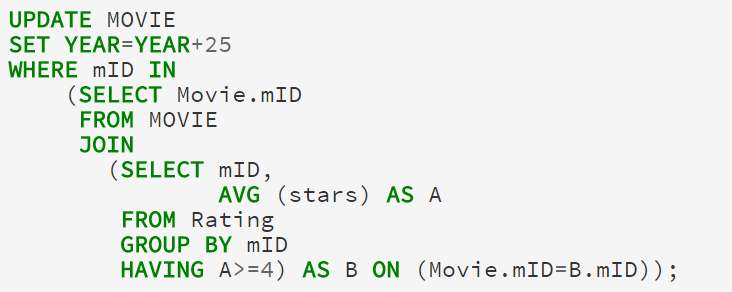 UPDATE MOVIE
SET YEAR=YEAR+25
WHERE mID IN
    (SELECT Movie.mID
     FROM MOVIE
     JOIN
       (SELECT mID,
               AVG (stars) AS A
        FROM Rating
        GROUP BY mID
        HAVING A>=4) AS B ON (Movie.mID=B.mID));